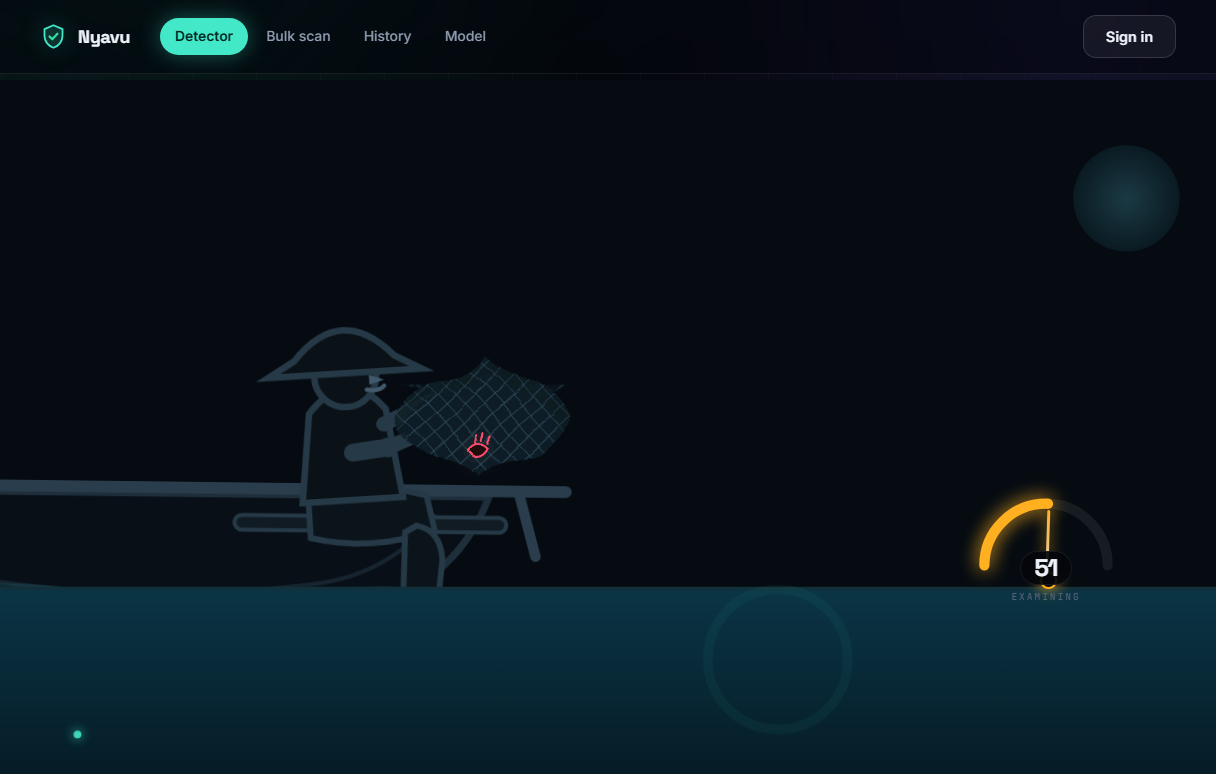 Nyavu
Detector
Bulk scan
History
Model
Sign in
51
EXAMINING